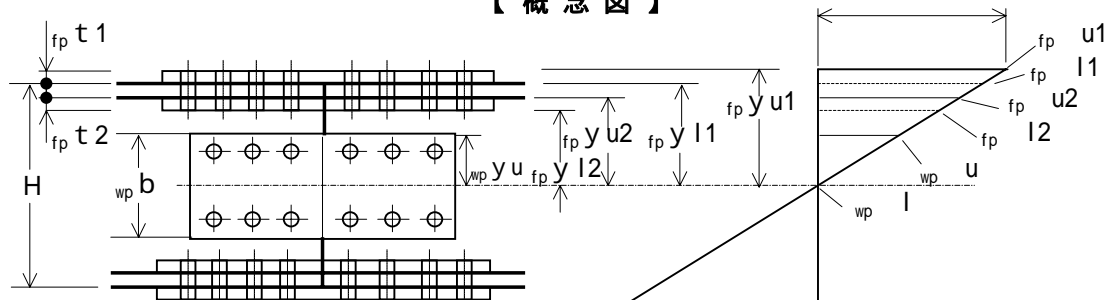 【 概 念 図 】
fp t 1
fp t 2
H
wp b
wp y u
fp y l2
fp y u2
fp y l1
fp y u1
fp u1
fp l1
fp u2
fp l2
wp u
wp l